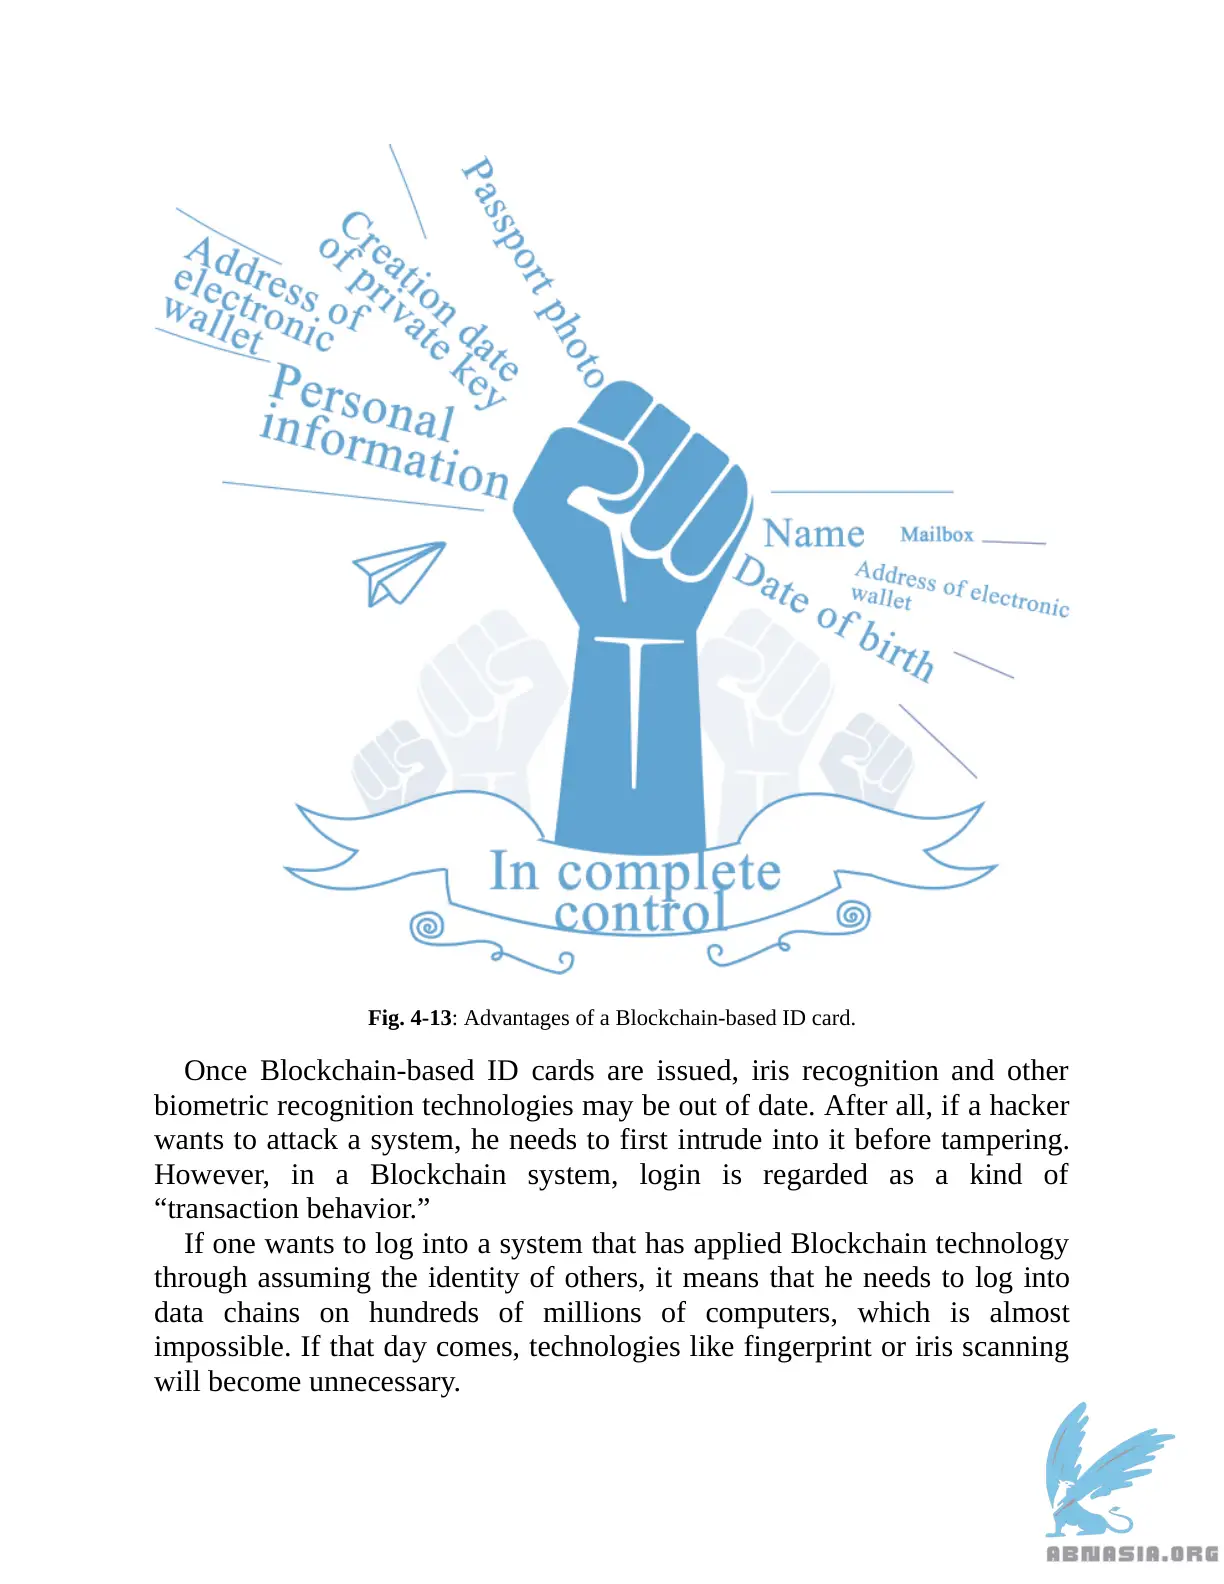 Passport photo
Creation date
of private key
Address of
electronic
wallet
Personal
information
Name
Mailbox
Address of electronic
wallet
Date of birth
In complete
control
Fig. 4-13: Advantages of a Blockchain-based ID card.
Once Blockchain-based ID cards are issued, iris recognition and other
biometric recognition technologies may be out of date. After all, if a hacker
wants to attack a system, he needs to first intrude into it before tampering.
However, in a Blockchain system, login is regarded as a kind of
“transaction behavior.”
If one wants to log into a system that has applied Blockchain technology
through assuming the identity of others, it means that he needs to log into
data chains on hundreds of millions of computers, which is almost
impossible. If that day comes, technologies like fingerprint or iris scanning
will become unnecessary.
ABNASIA.ORG